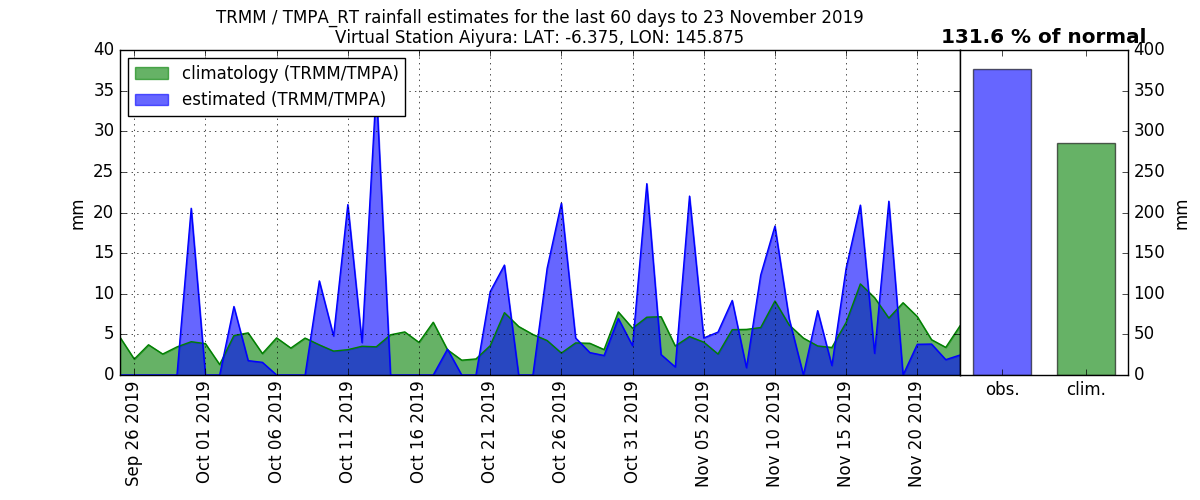 TRMM / TMPA_RT rainfall estimates for the last 60 days to 23 November 2019
Virtual Station Aiyura: LAT: -6.375, LON: 145.875
131.6 % of normal
climatology (TRMM/TMPA)
estimated (TRMM/TMPA)
40
35
30
25
20
15
10
5
0
mm
400
350
300
250
200
150
100
50
0
mm
Sep 26 2019
Oct 01 2019
Oct 06 2019
Oct 11 2019
Oct 16 2019
Oct 21 2019
Oct 26 2019
Oct 31 2019
Nov 05 2019
Nov 10 2019
Nov 15 2019
Nov 20 2019
obs.
clim.